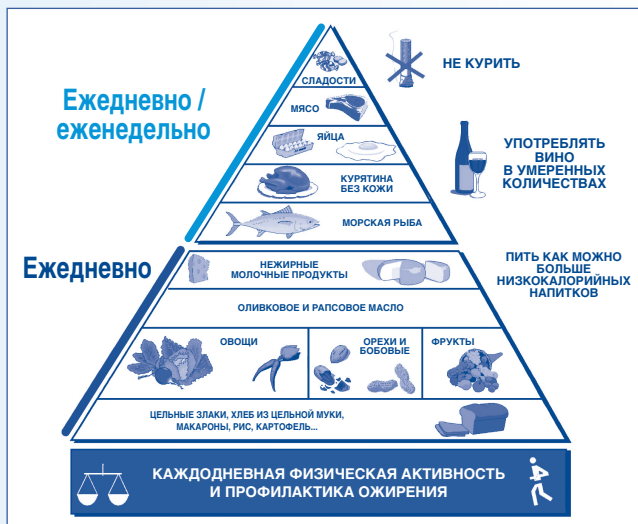 СЛАДОСТИ
МЯСО
ЯЙЦА
КУРЯТИНА
БЕЗ КОЖИ
МОРСКАЯ РЫБА
Ежедневно /
еженедельно
НЕ КУРИТЬ
УПОТРЕБЛЯТЬ
ВИНО
В УМЕРЕННЫХ
КОЛИЧЕСТВАХ
Ежедневно
НЕЖИРНЫЕ
МОЛОЧНЫЕ ПРОДУКТЫ
ПИТЬ КАК МОЖНО
БОЛЬШЕ
НИЗКОКАЛОРИЙНЫХ
НАПИТКОВ
ОЛИВКОВОЕ И РАПСОВОЕ МАСЛО
ОВОЩИ
ОРЕХИ И
БОБОВЫЕ
ФРУКТЫ
ЦЕЛЬНЫЕ ЗЛАКИ, ХЛЕБ ИЗ ЦЕЛЬНОЙ МУКИ,
МАКАРОНЫ, РИС, КАРТОФЕЛЬ...
КАЖДОДНЕВНАЯ ФИЗИЧЕСКАЯ АКТИВНОСТЬ
И ПРОФИЛАКТИКА ОЖИРЕНИЯ